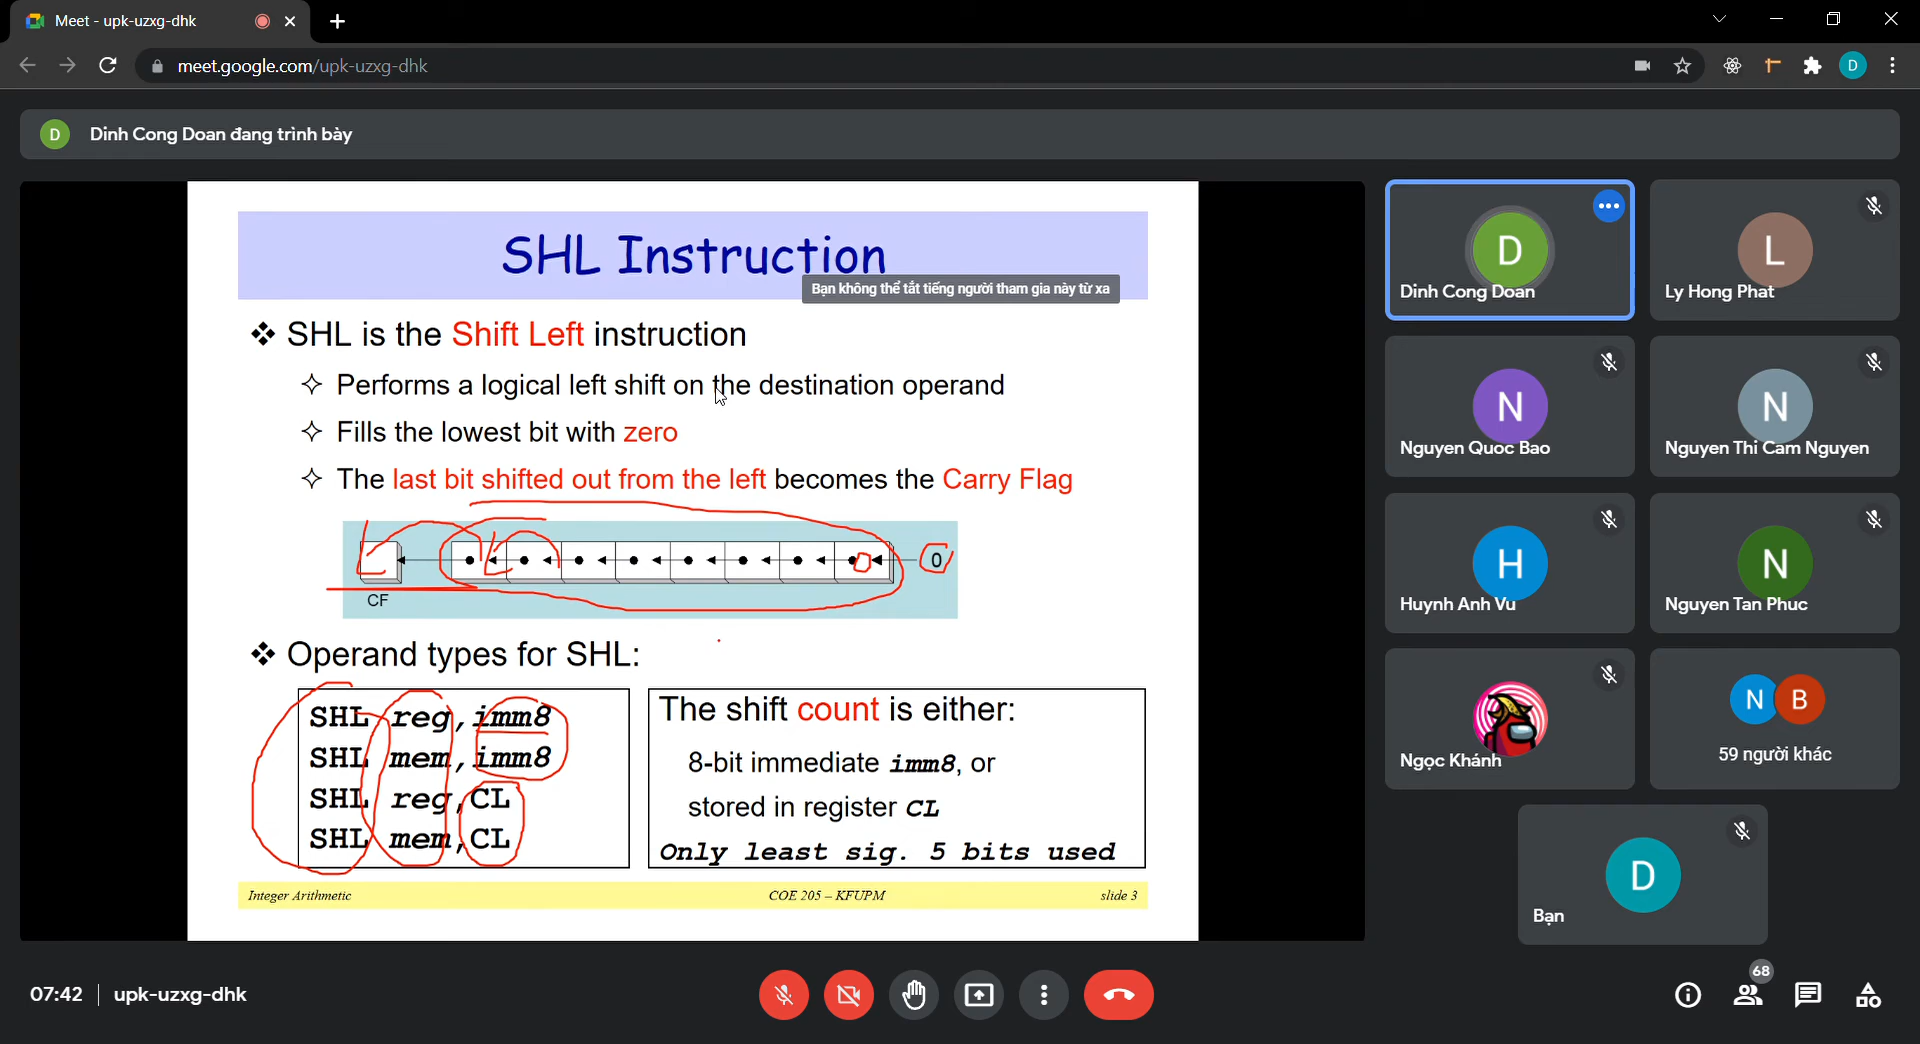 Meet - upk-uzxg-dhk
meet.google.com/upk-uzxg-dhk
D
D
Dinh Cong Doan đang trình bày
SHL Instruction
Bạn không thể tắt tiếng người tham gia này từ xa
❖ SHL is the Shift Left instruction
✧ Performs a logical left shift on the destination operand
✧ Fills the lowest bit with zero
✧ The last bit shifted out from the left becomes the Carry Flag
0
CF
❖ Operand types for SHL:
SHL reg,imm8
SHL mem,imm8
SHL reg,CL
SHL mem,CL
The shift count is either:
8-bit immediate imm8, or
stored in register CL
Only least sig. 5 bits used
Integer Arithmetic
COE 205 – KFUPM
slide 3
D
Dinh Cong Doan
L
Ly Hong Phat
N
Nguyen Quoc Bao
N
Nguyen Thi Cam Nguyen
H
Huynh Anh Vu
N
Nguyen Tan Phuc
Ngọc Khánh
N B
59 người khác
D
Bạn
07:42 | upk-uzxg-dhk
68